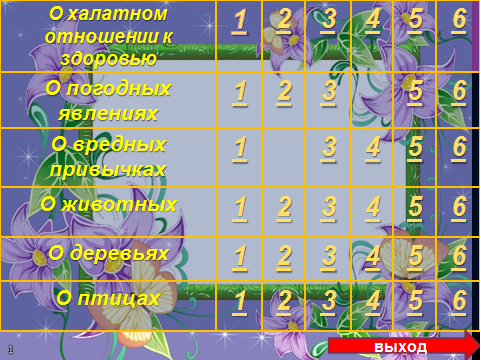 О халатном 1 2 3 4 5 6
отношении к
здоровью
О погодных 1 2 3 5 6
явлениях
О вредных 1 3 4 5 6
привычках
О животных 1 2 3 4 5 6
О деревьях 1 2 3 4 5 6
О птицах 1 2 3 4 5 6
1 выход